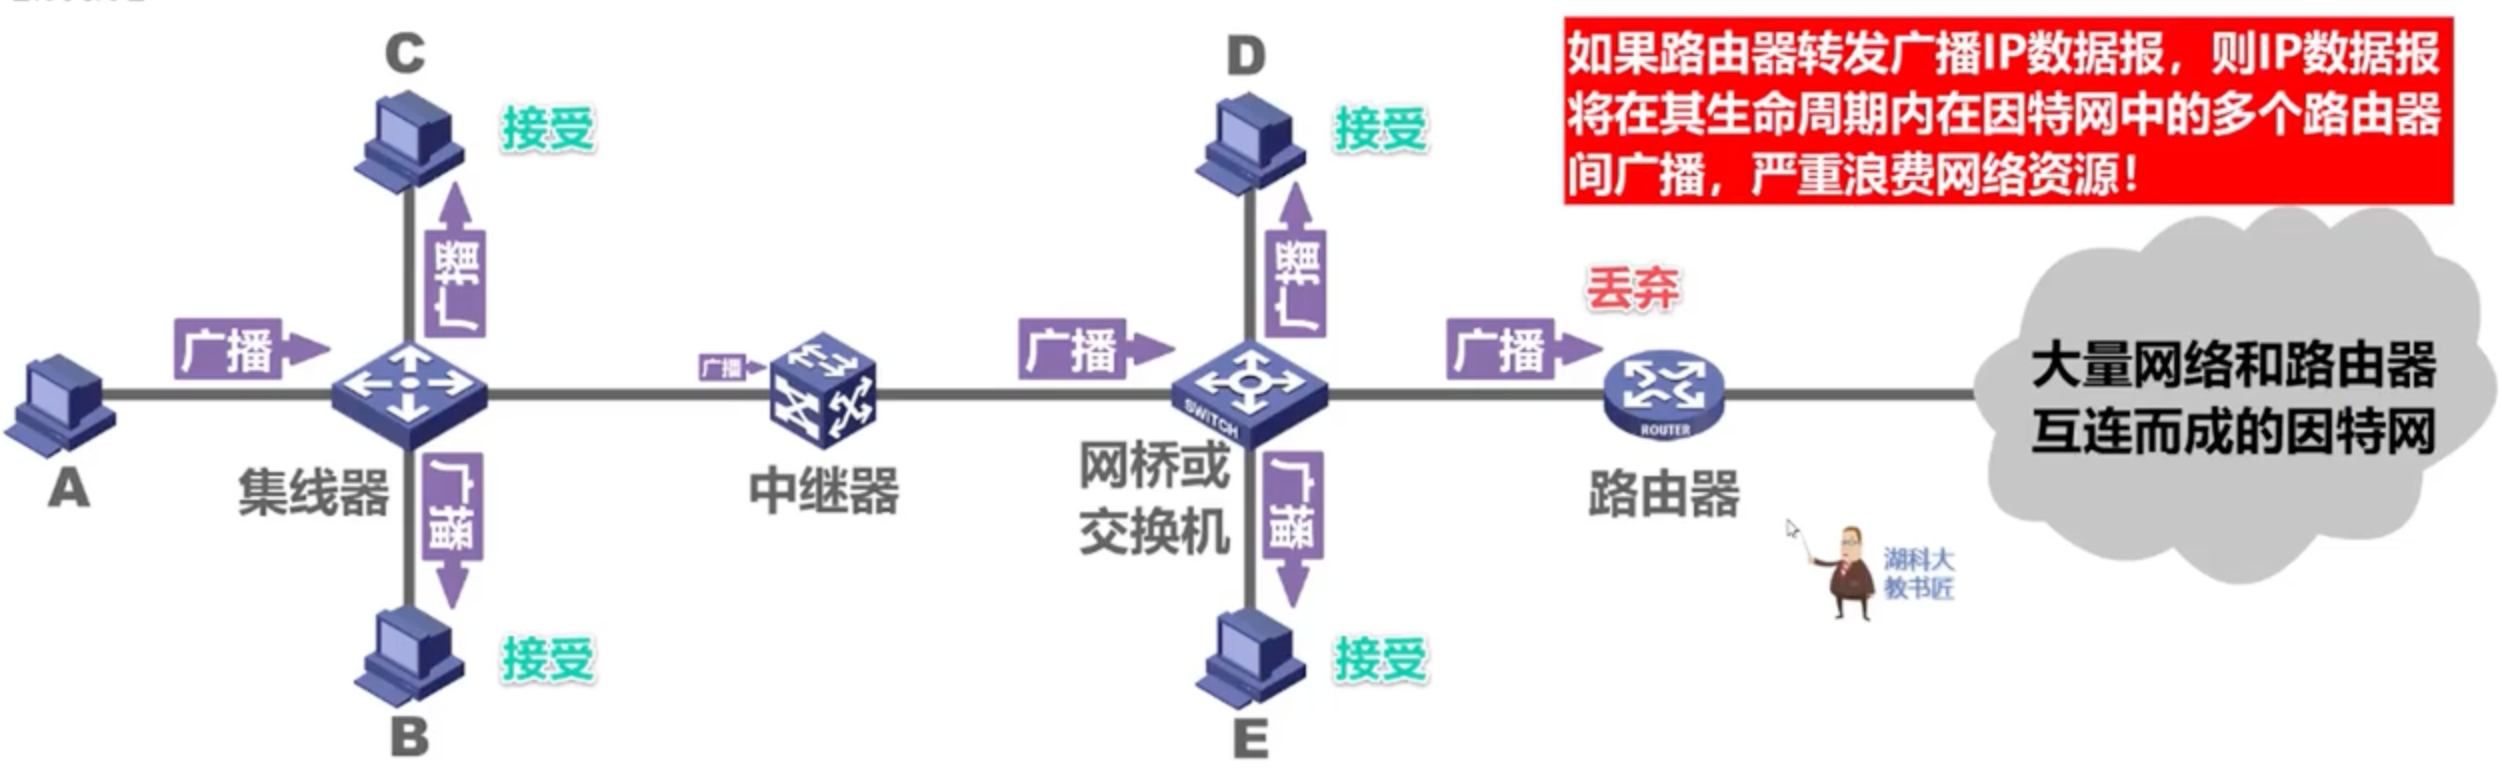 C
D
如果路由器转发广播IP数据报，则IP数据报
将在其生命周期内在因特网中的多个路由器
间广播，严重浪费网络资源！
接受
接受
广播
广播
丢弃
广播
广播
广播
广播
大量网络和路由器
互连而成的因特网
SWITCH
ROUTER
A
集线器
广播
中继器
网桥或
交换机
广播
路由器
湖科大
教书匠
接受
接受
B
E